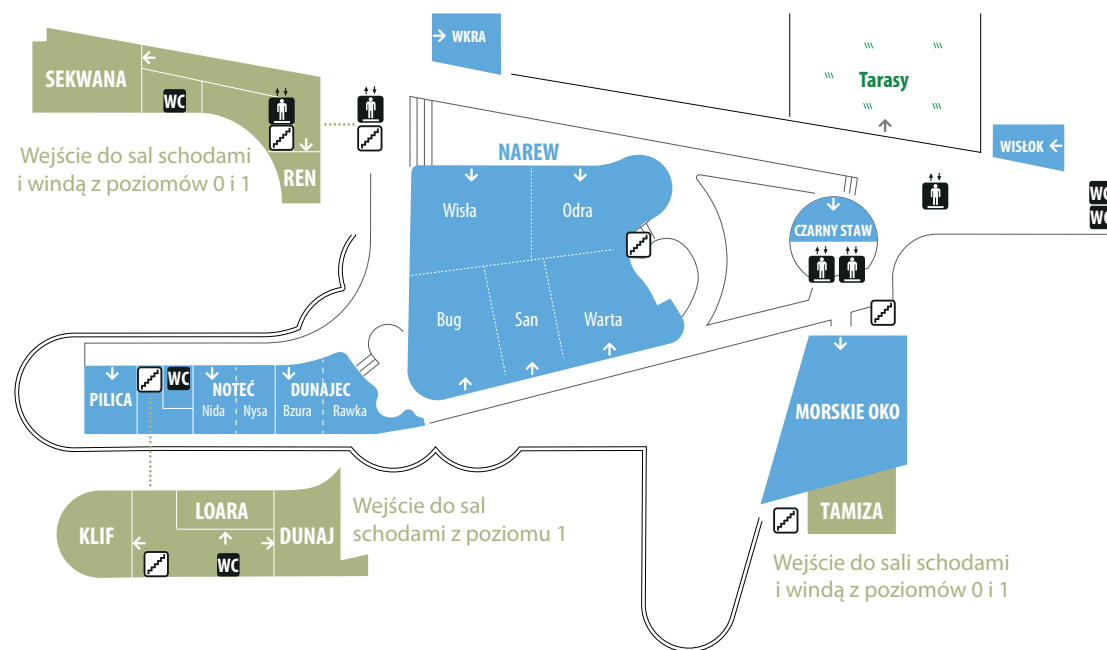 WKRA
SEKWANA
WC
Tarasy
WISŁOK
Wejście do sal schodami
i windą z poziomów 0 i 1
REN
NAREW
Wisła
Odra
WC
WC
CZARNY STAW
Bug
San
Warta
PILICA
WC
NOTEĆ
Nida
Nysa
DUNAJEC
Bzura
Rawka
MORSKIE OKO
KLIF
LOARA
DUNAJ
WC
Wejście do sal
schodami z poziomu 1
TAMIZA
Wejście do sali schodami
i windą z poziomów 0 i 1